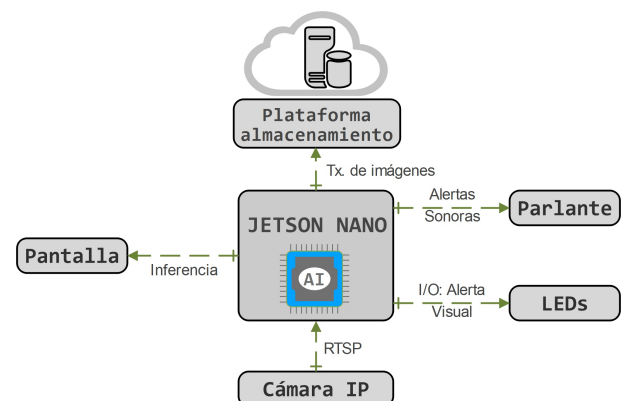 Plataforma
almacenamiento
Tx. de imágenes
JETSON NANO
AI
Alertas
Sonoras
Parlante
Pantalla
Inferencia
I/O: Alerta
Visual
LEDs
RTSP
Cámara IP